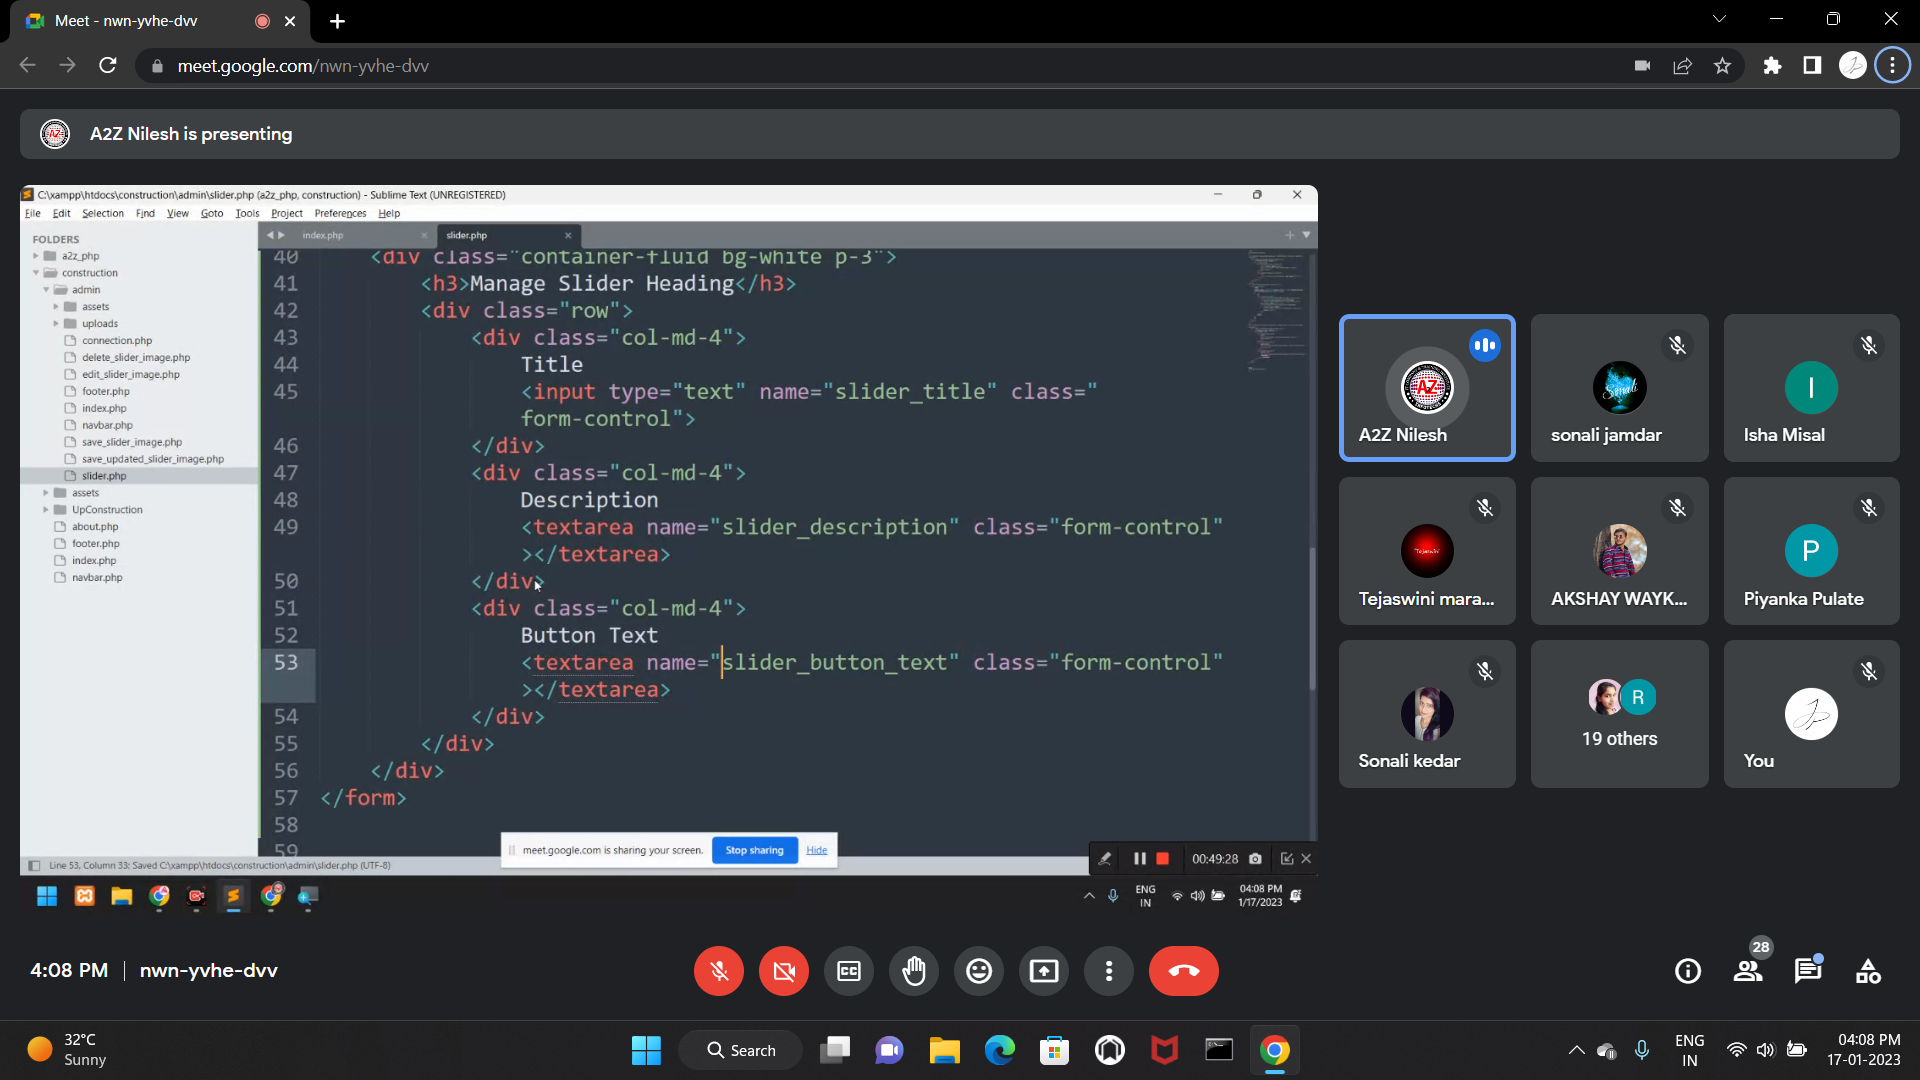 Meet - nwn-yvhe-dvv
meet.google.com/nwn-yvhe-dvv
A2Z Nilesh is presenting
C:\xampp\htdocs\construction\admin\slider.php (a2z_php, construction) - Sublime Text (UNREGISTERED)
File Edit Selection Find View Goto Tools Project Preferences Help
FOLDERS
a2z_php
construction
admin
assets
uploads
connection.php
delete_slider_image.php
edit_slider_image.php
footer.php
index.php
navbar.php
save_slider_image.php
save_updated_slider_image.php
slider.php
assets
UpConstruction
about.php
footer.php
index.php
navbar.php
index.php
slider.php
40 <div class="container-fluid bg-white p-3">
41 <h3>Manage Slider Heading</h3>
42 <div class="row">
43 <div class="col-md-4">
44 Title
45 <input type="text" name="slider_title" class="
form-control">
46 </div>
47 <div class="col-md-4">
48 Description
49 <textarea name="slider_description" class="form-control"
></textarea>
50 </div>
51 <div class="col-md-4">
52 Button Text
53 <textarea name="slider_button_text" class="form-control"
></textarea>
54 </div>
55 </div>
56 </div>
57 </form>
58
59
Line 53, Column 33: Saved C:\xampp\htdocs\construction\admin\slider.php (UTF-8)
meet.google.com is sharing your screen.
Stop sharing
Hide
00:49:28
ENG
IN
04:08 PM
1/17/2023
AZ
A2Z Nilesh
Sonali
sonali jamdar
I
Isha Misal
Tejaswini
Tejaswini mara...
AKSHAY WAYK...
P
Piyanka Pulate
Sonali kedar
R
19 others
You
4:08 PM
nwn-yvhe-dvv
28
32°C
Sunny
Search
ENG
IN
04:08 PM
17-01-2023